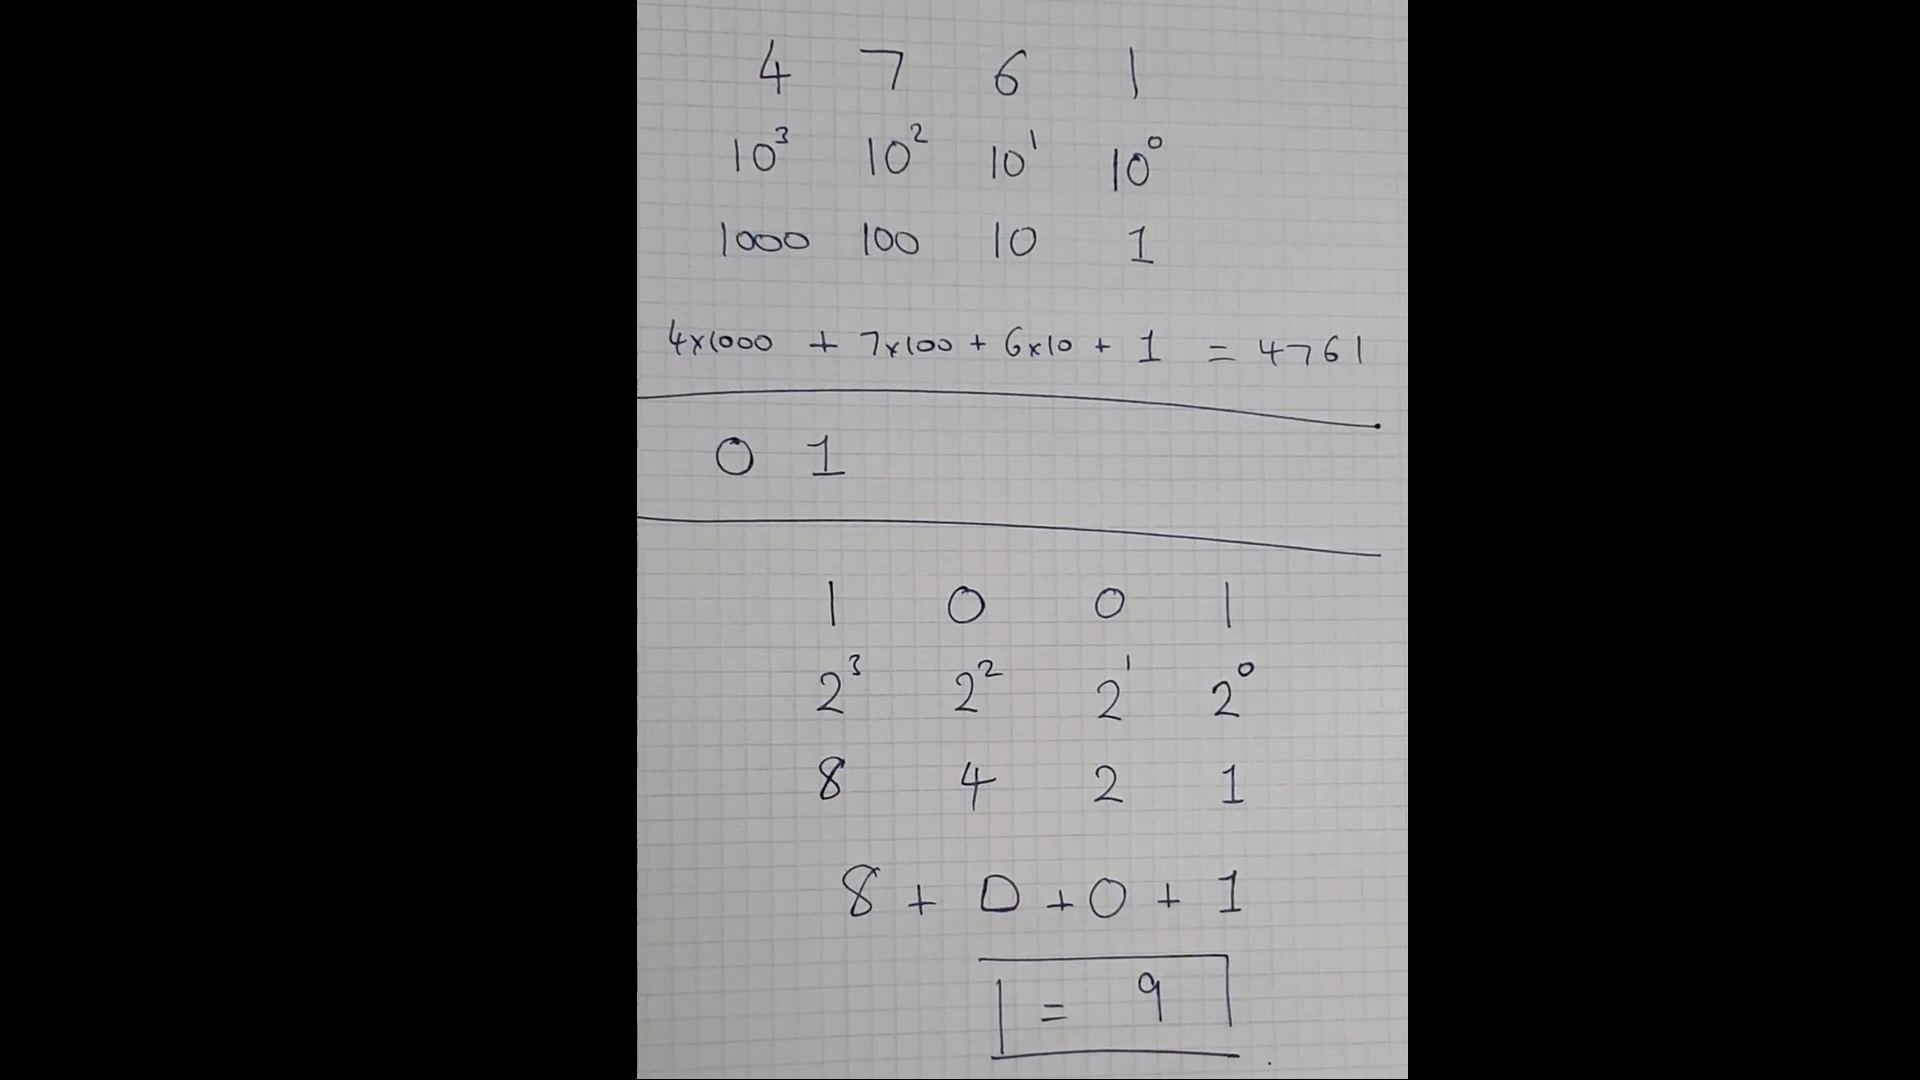 4 7 6 1
10³ 10² 10¹ 10⁰
1000 100 10 1
4x1000 + 7x100 + 6x10 + 1 = 4761
0 1
1 0 0 1
2³ 2² 2¹ 2⁰
8 4 2 1
8 + 0 + 0 + 1
= 9